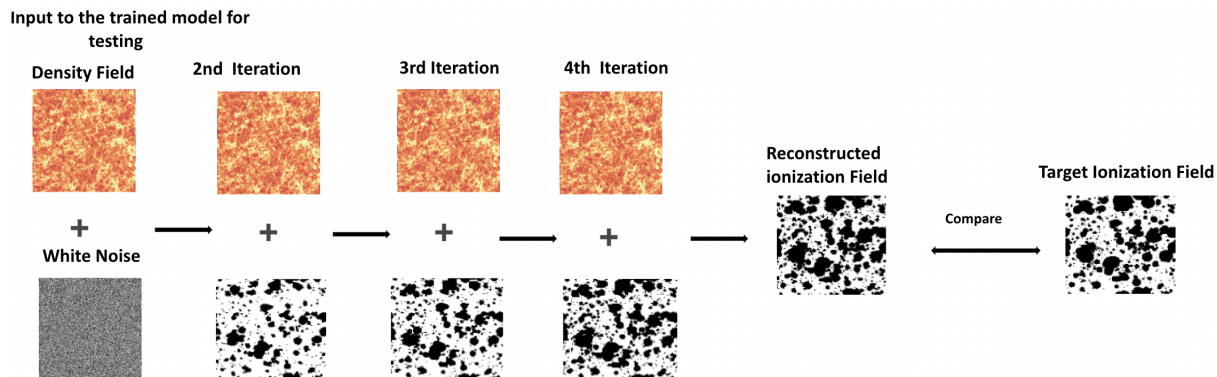 Input to the trained model for
testing
Density Field
2nd Iteration
3rd Iteration
4th Iteration
+
+
+
+
White Noise
Reconstructed
ionization Field
Compare
Target Ionization Field